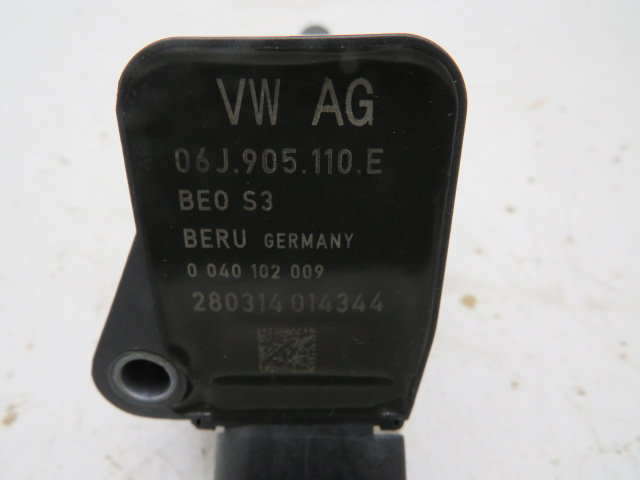 VW AG
06J.905.110.E
BEO S3
BERU GERMANY
0 040 102 009
280314 014344